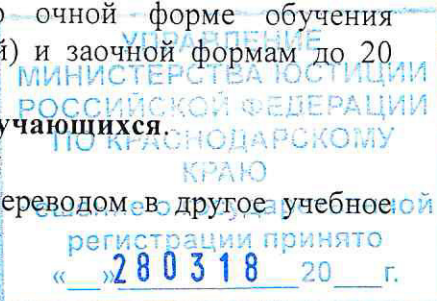 о очной форме обучения
й) и заочной формам до 20
УПРАВЛЕНИЕ
МИНИСТЕРСТВА ЮСТИЦИИ
РОССИЙСКОЙ ФЕДЕРАЦИИ
учающихся.
ПО КРАСНОДАРСКОМУ
КРАЮ
ереводом в другое учебное
о государственной
регистрации принято
« » 280318 20 г.